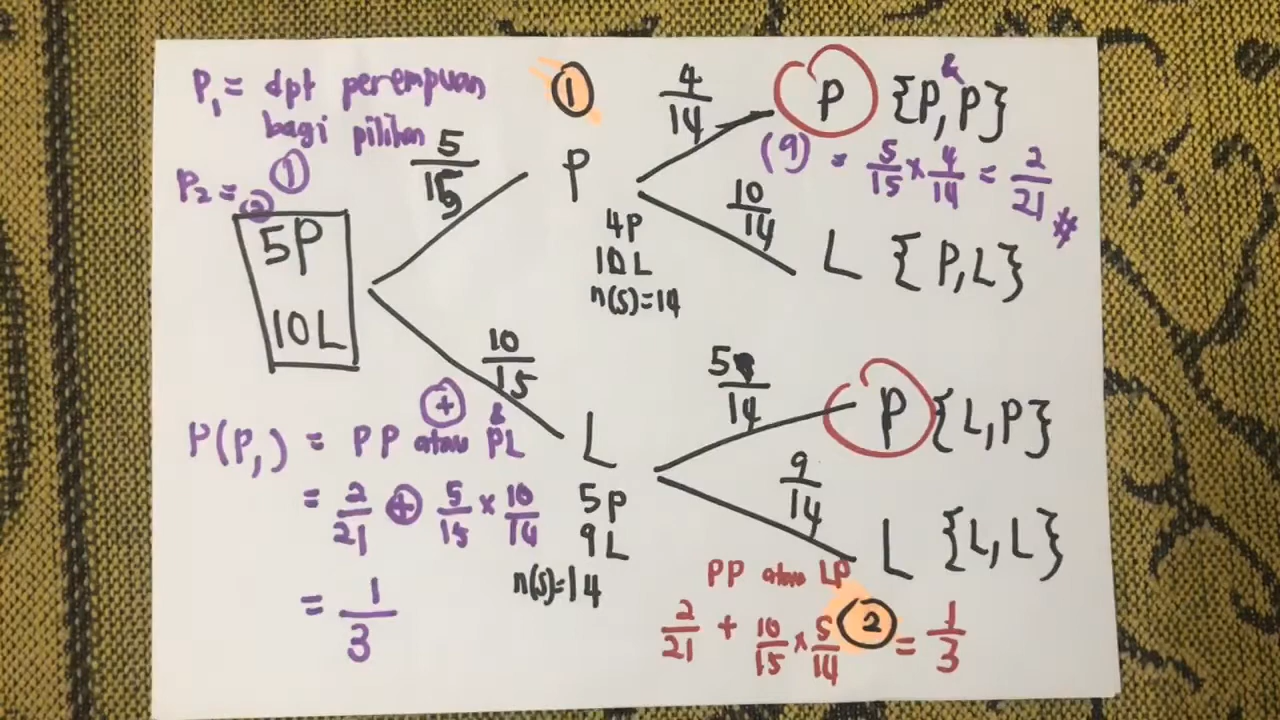 P₁ = dpt perempuan
bagi pilihan
①
P₂ = ②
5P
10L
5/15
10/15
①
P
4P
10L
n(S)=14
4/14
P {P,P}
&
(a) = 5/15 × 4/14 = 2/21 #
10/14
L {P,L}
L
5P
9L
n(S)=14
5/14
P {L,P}
9/14
L {L,L}
+ &
P(P₁) = PP atau PL
= 2/21 + 5/15 × 10/14
= 1/3
PP atau LP
②
2/21 + 10/15 × 5/14 = 1/3